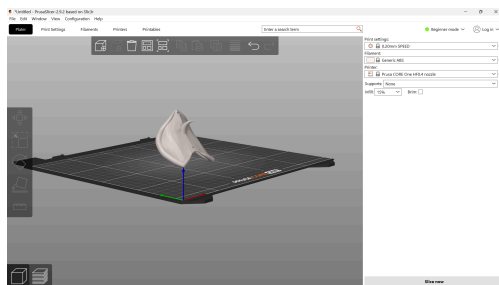 *Untitled - PrusaSlicer-2.9.2 based on Slic3r
File Edit Window View Configuration Help
Plater Print Settings Filaments Printers Printables Enter a search term Beginner mode Log in
Print settings:
0.20mm SPEED
Filament:
Generic ABS
Printer:
Prusa CORE One HF0.4 nozzle
Supports: None
Infill: 15% Brim:
Slice now